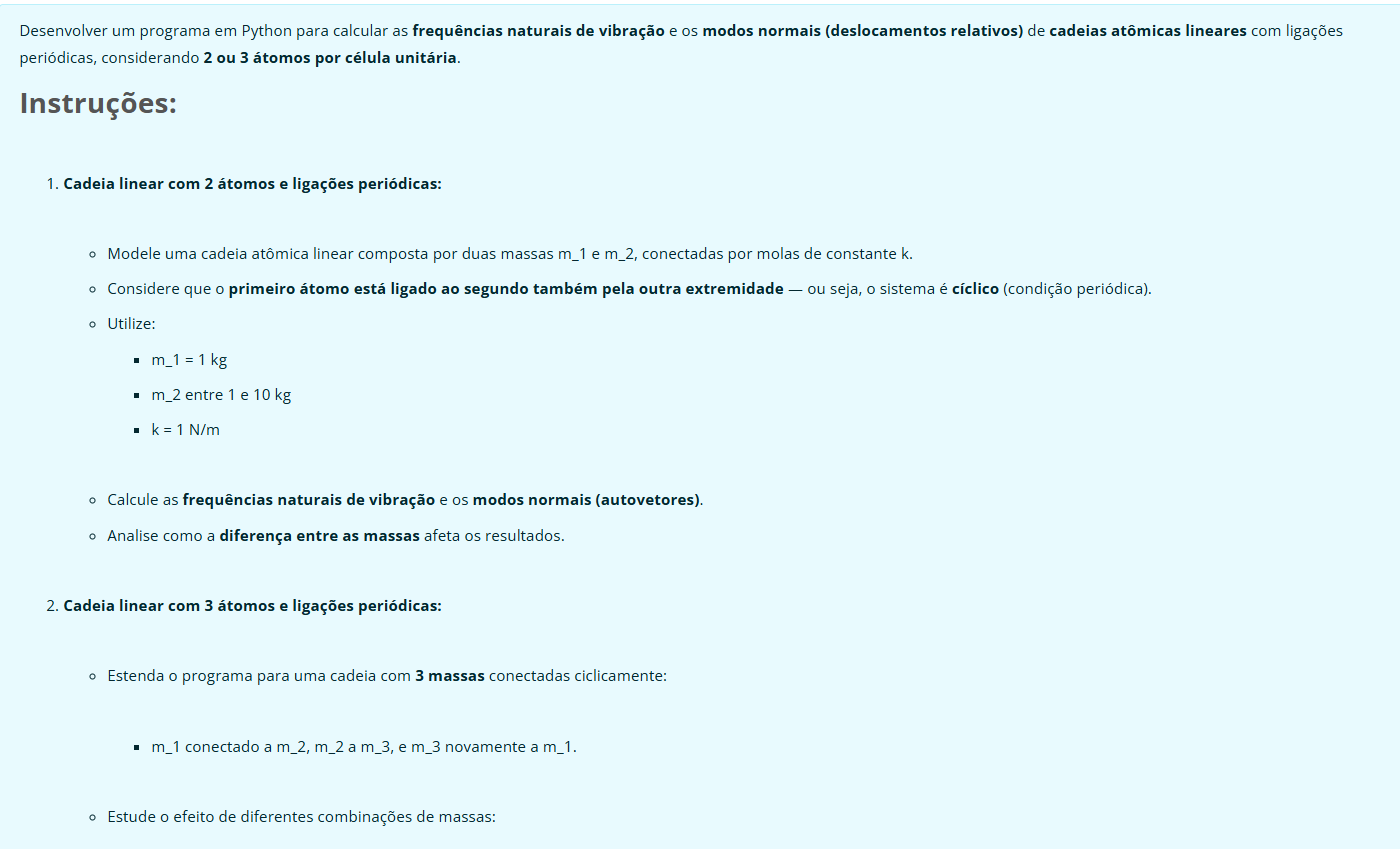 Desenvolver um programa em Python para calcular as frequências naturais de vibração e os modos normais (deslocamentos relativos) de cadeias atômicas lineares com ligações
periódicas, considerando 2 ou 3 átomos por célula unitária.
Instruções:
1. Cadeia linear com 2 átomos e ligações periódicas:
Modele uma cadeia atômica linear composta por duas massas m_1 e m_2, conectadas por molas de constante k.
Considere que o primeiro átomo está ligado ao segundo também pela outra extremidade — ou seja, o sistema é cíclico (condição periódica).
Utilize:
m_1 = 1 kg
m_2 entre 1 e 10 kg
k = 1 N/m
Calcule as frequências naturais de vibração e os modos normais (autovetores).
Analise como a diferença entre as massas afeta os resultados.
2. Cadeia linear com 3 átomos e ligações periódicas:
Estenda o programa para uma cadeia com 3 massas conectadas ciclicamente:
m_1 conectado a m_2, m_2 a m_3, e m_3 novamente a m_1.
Estude o efeito de diferentes combinações de massas: